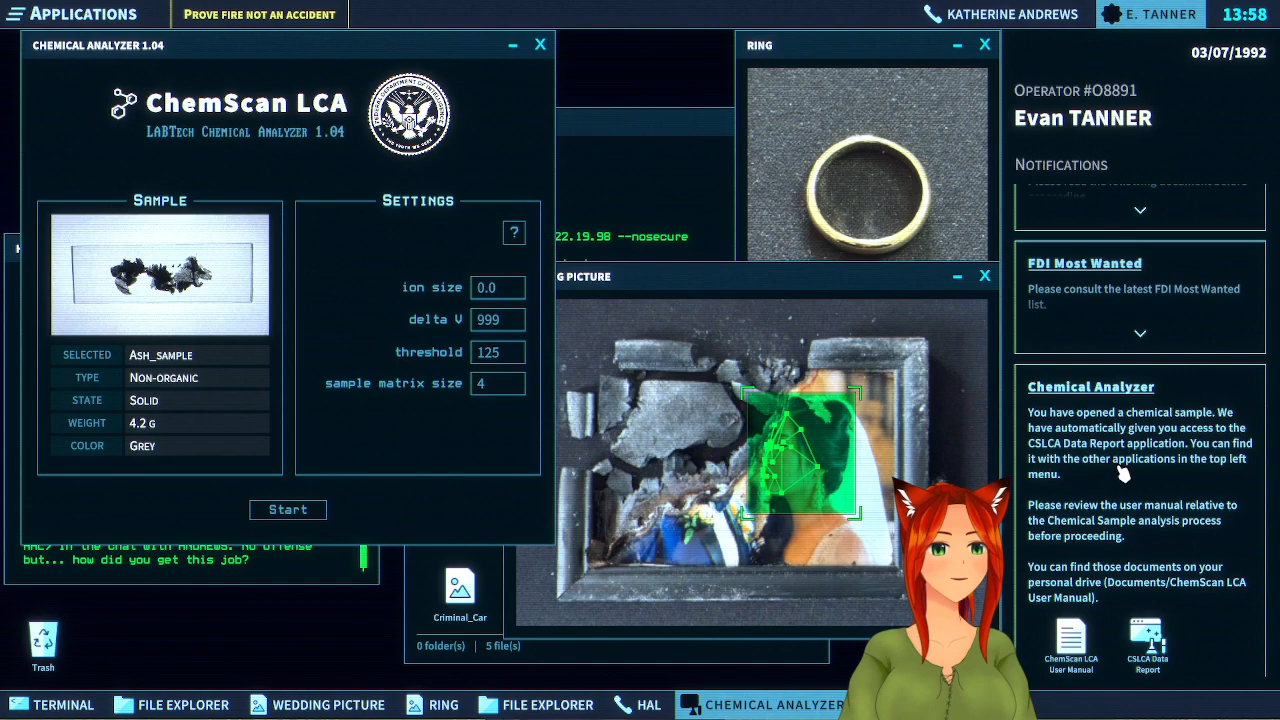 APPLICATIONS
PROVE FIRE NOT AN ACCIDENT
KATHERINE ANDREWS
E. TANNER
13:58
CHEMICAL ANALYZER 1.04
ChemScan LCA
LABTECH CHEMICAL ANALYZER 1.04
SAMPLE
SELECTED ASH_SAMPLE
TYPE NON-ORGANIC
STATE SOLID
WEIGHT 4.2 G
COLOR GREY
SETTINGS
?
ion size 0.0
delta V 999
threshold 125
sample matrix size 4
Start
RING
22.19.98 --nosecure
G PICTURE
in the chat with ANDREWS. No offense
but... how did you get this job?
Criminal_Car
0 folder(s) | 5 file(s)
Trash
03/07/1992
OPERATOR #O8891
Evan TANNER
NOTIFICATIONS
FDI Most Wanted
Please consult the latest FDI Most Wanted
list.
Chemical Analyzer
You have opened a chemical sample. We
have automatically given you access to the
CSLCA Data Report application. You can find
it with the other applications in the top left
menu.
Please review the user manual relative to
the Chemical Sample analysis process
before proceeding.
You can find those documents on your
personal drive (Documents/ChemScan LCA
User Manual).
ChemScan LCA
User Manual
CSLCA Data
Report
TERMINAL
FILE EXPLORER
WEDDING PICTURE
RING
FILE EXPLORER
HAL
CHEMICAL ANALYZER